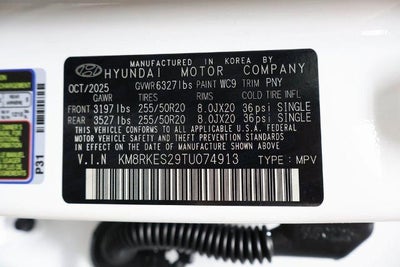 MANUFACTURED IN KOREA BY
HYUNDAI MOTOR COMPANY
OCT/2025 GVWR 6327lbs PAINT WC9 TRIM PNY
GAWR TIRES RIMS COLD TIRE INFL
FRONT 3197lbs 255/50R20 8.0JX20 36psi SINGLE
REAR 3527lbs 255/50R20 8.0JX20 36psi SINGLE
THIS VEHICLE CONFORMS TO ALL APPLICABLE
FEDERAL MOTOR VEHICLE SAFETY STANDARDS
IN EFFECT ON THE DATE OF MANUFACTURE
SHOWN ABOVE.
V.I.N KM8RKES29TU074913 TYPE: MPV
P31